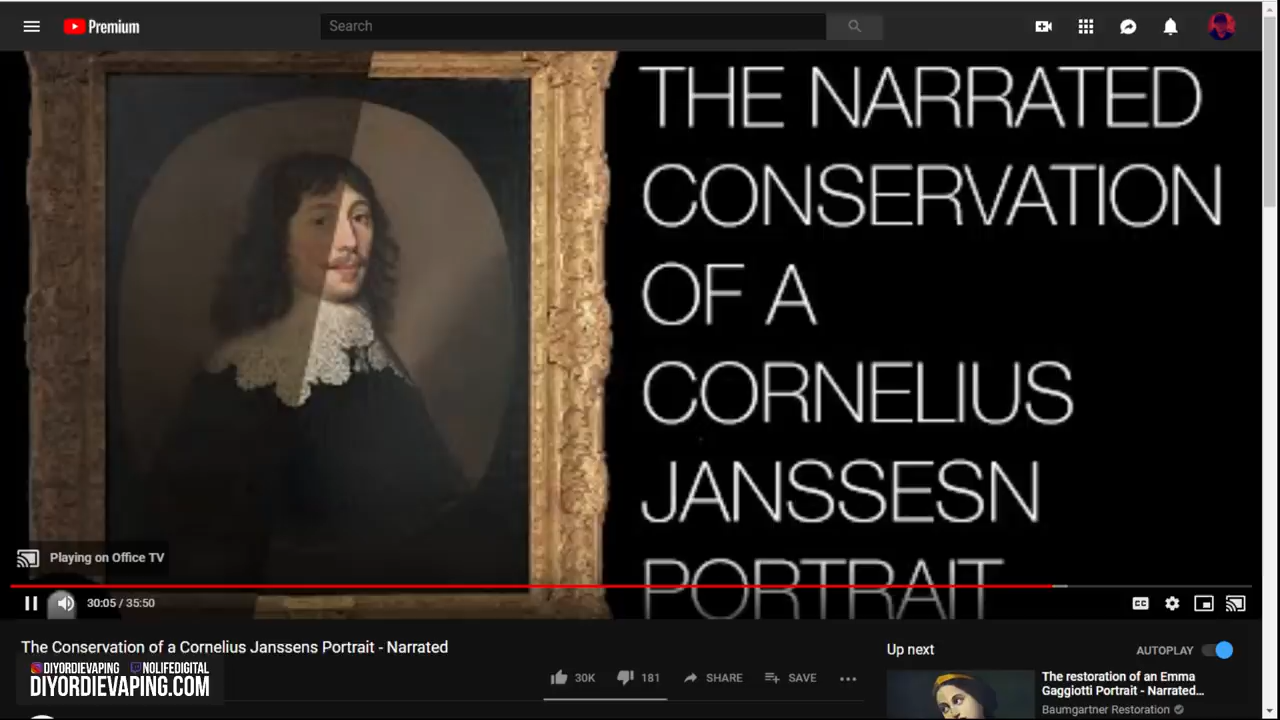 Premium
Search
THE NARRATED
CONSERVATION
OF A
CORNELIUS
JANSSESN
PORTRAIT
Playing on Office TV
30:05 / 35:50
CC
The Conservation of a Cornelius Janssens Portrait - Narrated
Up next
AUTOPLAY
DIYORDIEVAPING NOLIFEDIGITAL
DIYORDIEVAPING.COM
30K 181 SHARE SAVE
The restoration of an Emma
Gaggiotti Portrait - Narrated…
Baumgartner Restoration